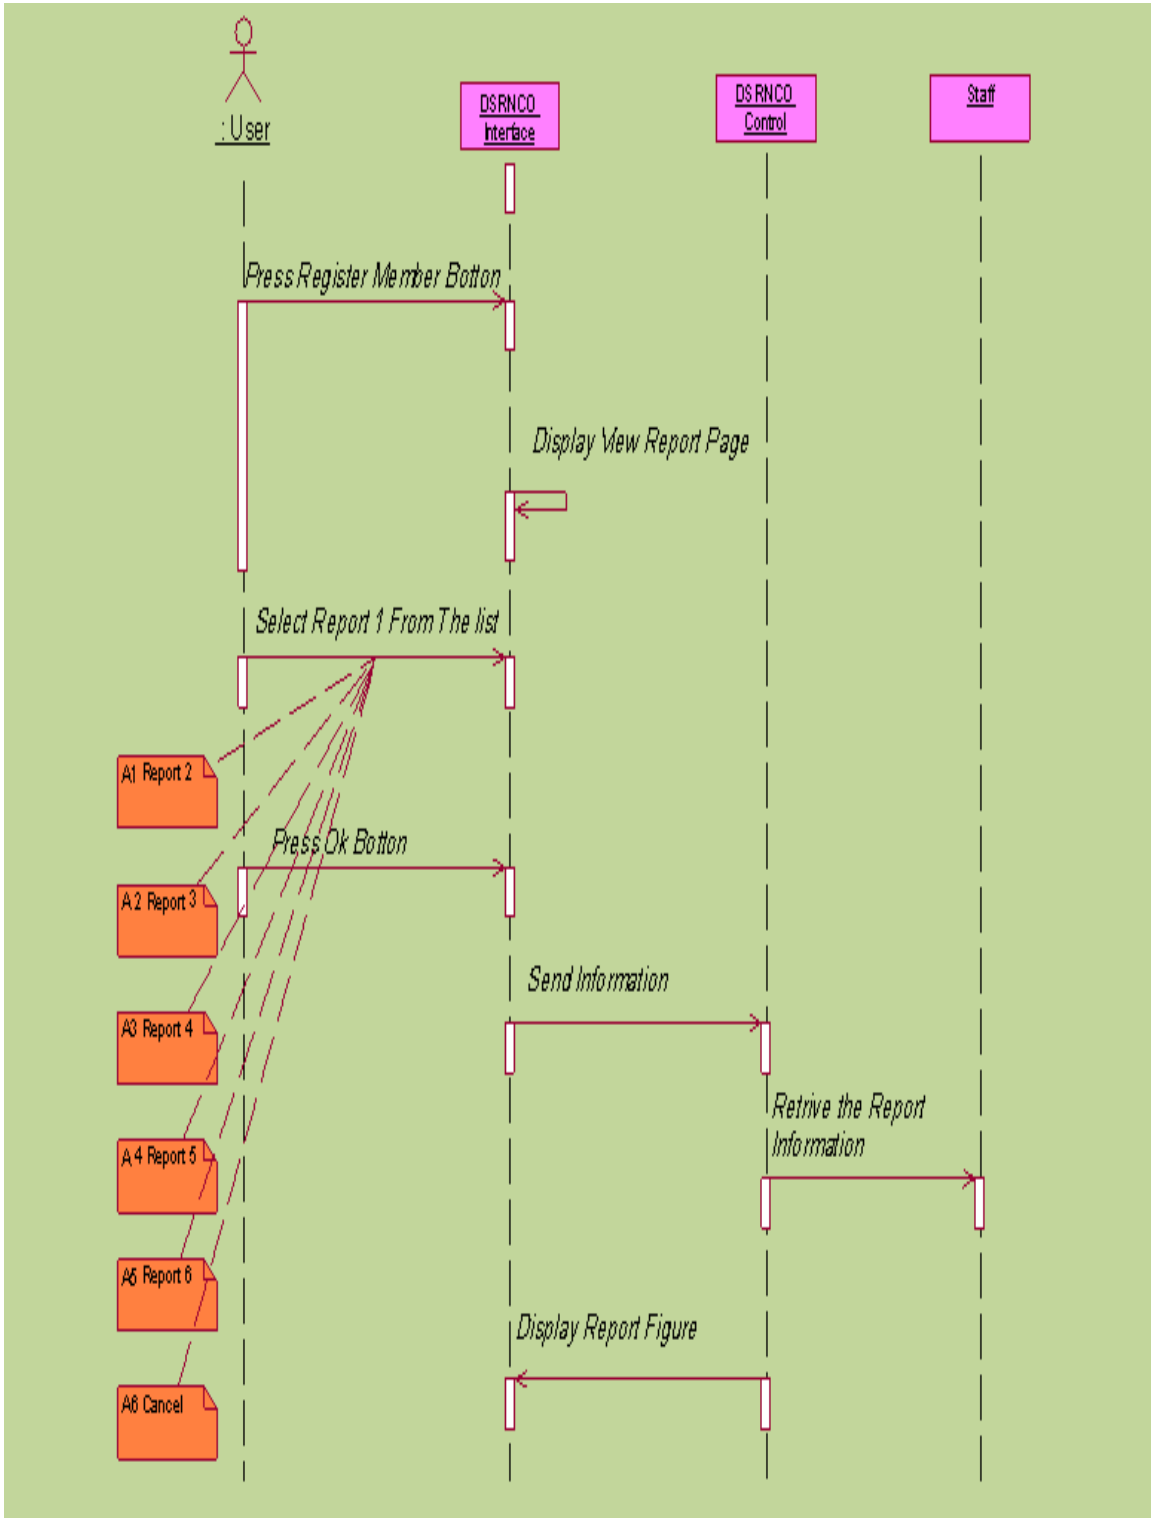 : User
DSRNCO
Interface
DSRNCO
Control
Staff
Press Register Member Botton
Display View Report Page
Select Report 1 From The list
A1 Report 2
Press Ok Botton
A2 Report 3
Send Information
A3 Report 4
Retrive the Report
Information
A4 Report 5
A5 Report 6
Display Report Figure
A6 Cancel